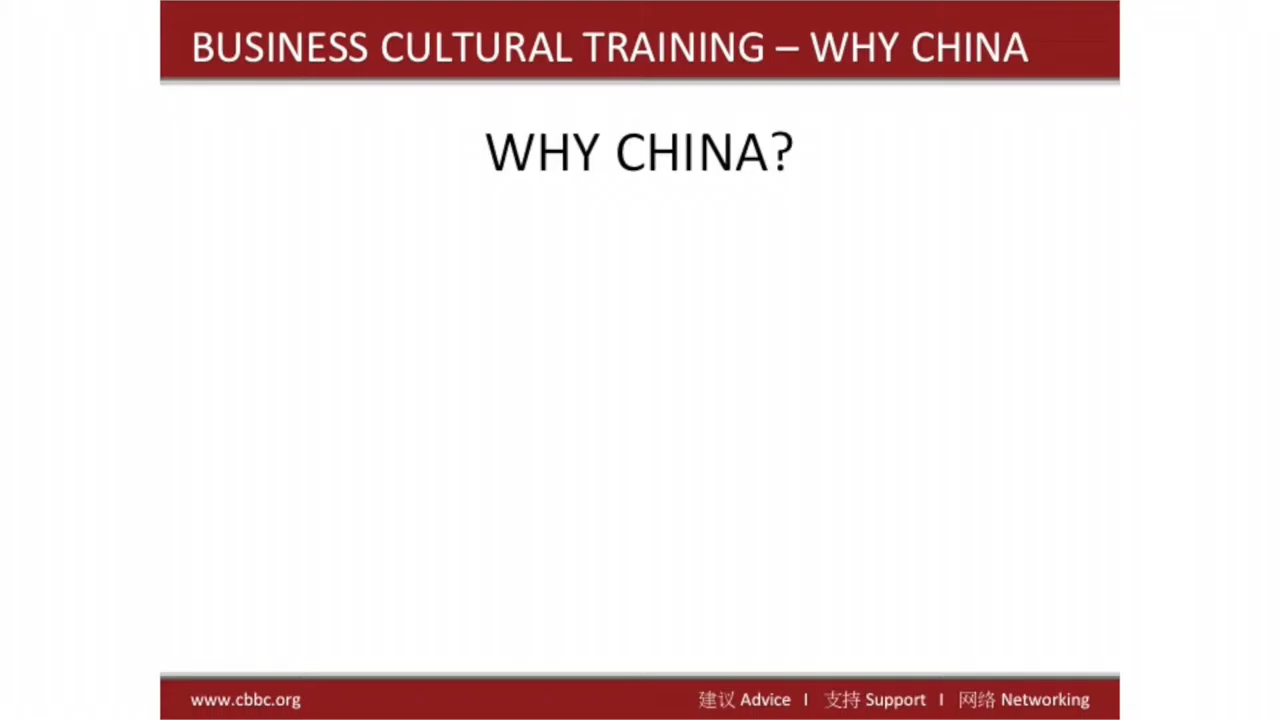 BUSINESS CULTURAL TRAINING – WHY CHINA
WHY CHINA?
www.cbbc.org 建议 Advice I 支持 Support I 网络 Networking